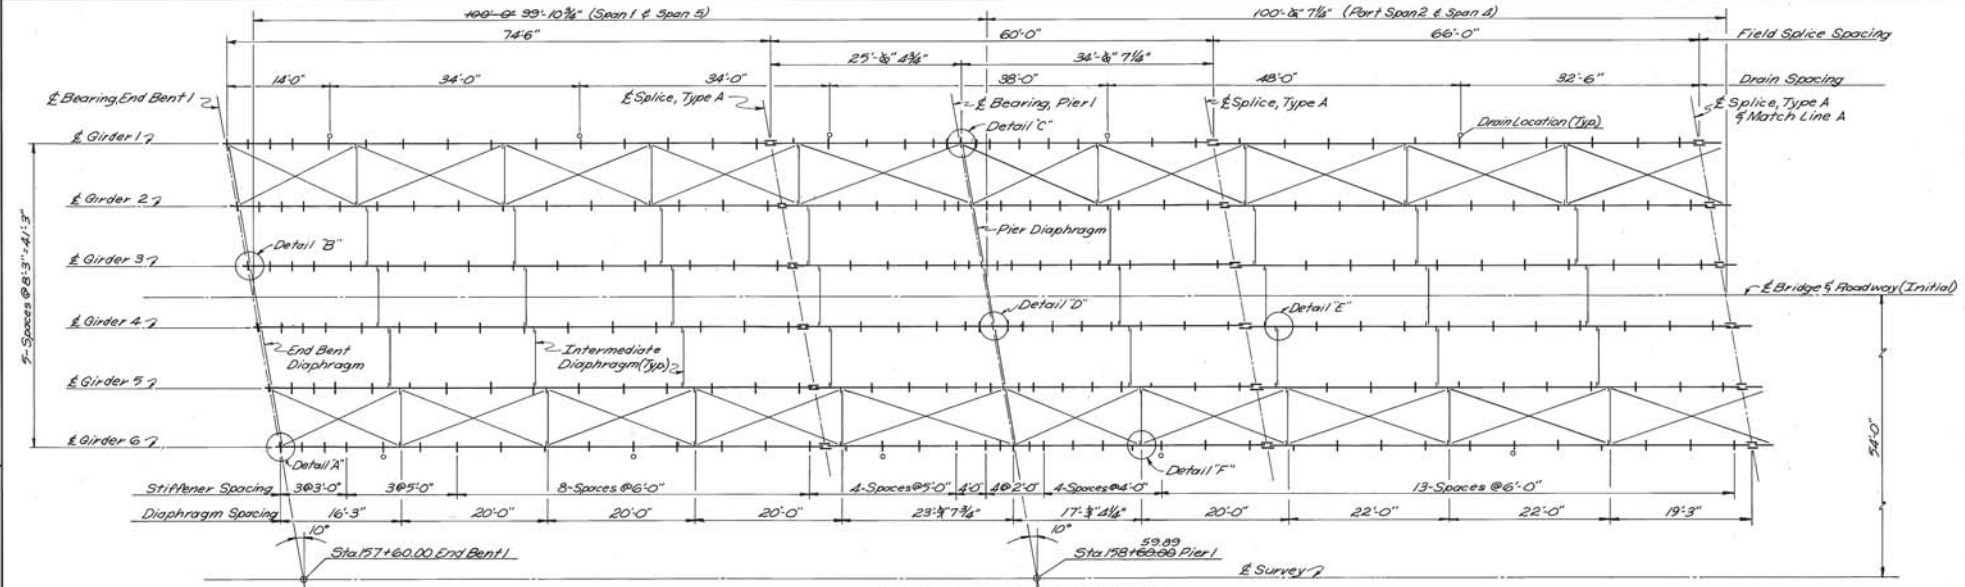 100'-0" 99'-10¾" (Span 1 & Span 5)
7¼" (Part Span 2 & Span 4)
74'-6"
60'-0"
66'-0"
Field Splice Spacing
4¾"
7¼"
14'-0"
34'-0"
34'-0"
38'-0"
48'-0"
32'-6"
Drain Spacing
℄ Bearing, End Bent 1
℄ Splice, Type A
℄ Bearing, Pier 1
℄ Splice, Type A
℄ Splice, Type A
& Match Line A
Detail "C"
Drain Location (Typ)
℄ Girder 1
℄ Girder 2
Pier Diaphragm
Detail "B"
℄ Girder 3
5-Spaces @ 8'-3" = 41'-3"
℄ Bridge & Roadway (Initial)
Detail "D"
Detail "E"
℄ Girder 4
End Bent
Diaphragm
Intermediate
Diaphragm (Typ)
℄ Girder 5
℄ Girder 6
54'-0"
Detail "A"
Detail "F"
Stiffener Spacing
3@3'-0"
3@5'-0"
8-Spaces @6'-0"
4-Spaces@5'-0"
4'-0"
4@2'-0"
4-Spaces@4'-0"
13-Spaces @6'-0"
Diaphragm Spacing
16'-3"
20'-0"
20'-0"
20'-0"
7¾"
4¼"
20'-0"
22'-0"
22'-0"
19'-3"
10°
10°
59.89
Sta. 157+60.00 End Bent 1
Sta. 158+60.00 Pier 1
℄ Survey